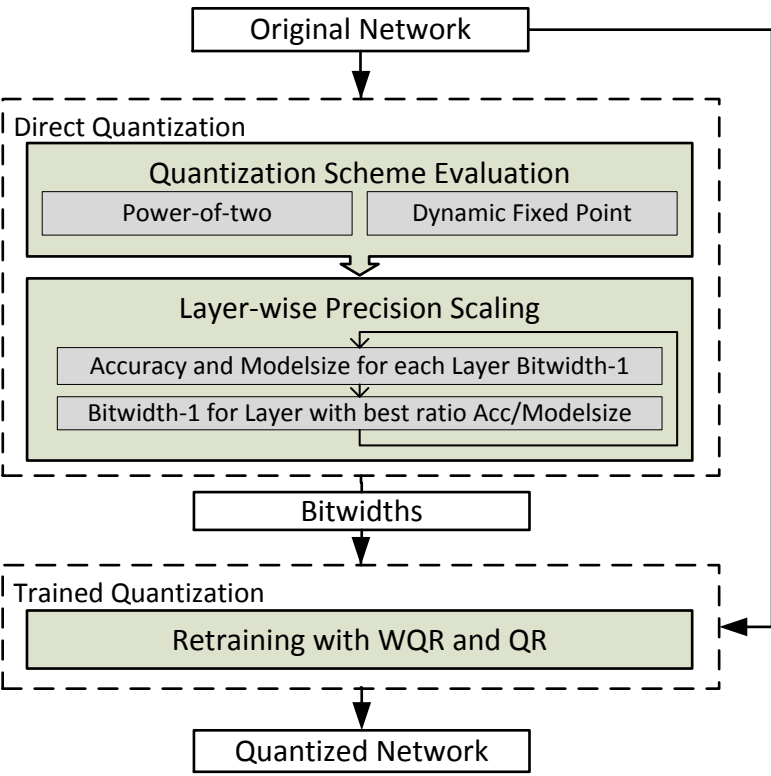 Original Network
Direct Quantization
Quantization Scheme Evaluation
Power-of-two
Dynamic Fixed Point
Layer-wise Precision Scaling
Accuracy and Modelsize for each Layer Bitwidth-1
Bitwidth-1 for Layer with best ratio Acc/Modelsize
Bitwidths
Trained Quantization
Retraining with WQR and QR
Quantized Network